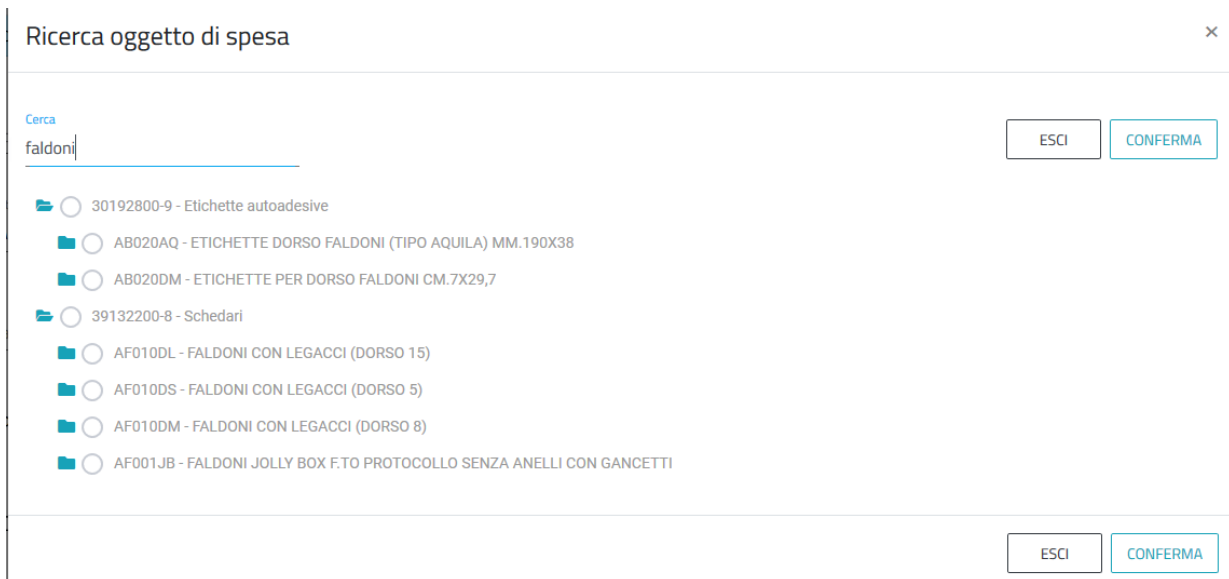 Ricerca oggetto di spesa
×
Cerca
faldoni
ESCI
CONFERMA
30192800-9 - Etichette autoadesive
AB020AQ - ETICHETTE DORSO FALDONI (TIPO AQUILA) MM.190X38
AB020DM - ETICHETTE PER DORSO FALDONI CM.7X29,7
39132200-8 - Schedari
AF010DL - FALDONI CON LEGACCI (DORSO 15)
AF010DS - FALDONI CON LEGACCI (DORSO 5)
AF010DM - FALDONI CON LEGACCI (DORSO 8)
AF001JB - FALDONI JOLLY BOX F.TO PROTOCOLLO SENZA ANELLI CON GANCETTI
ESCI
CONFERMA